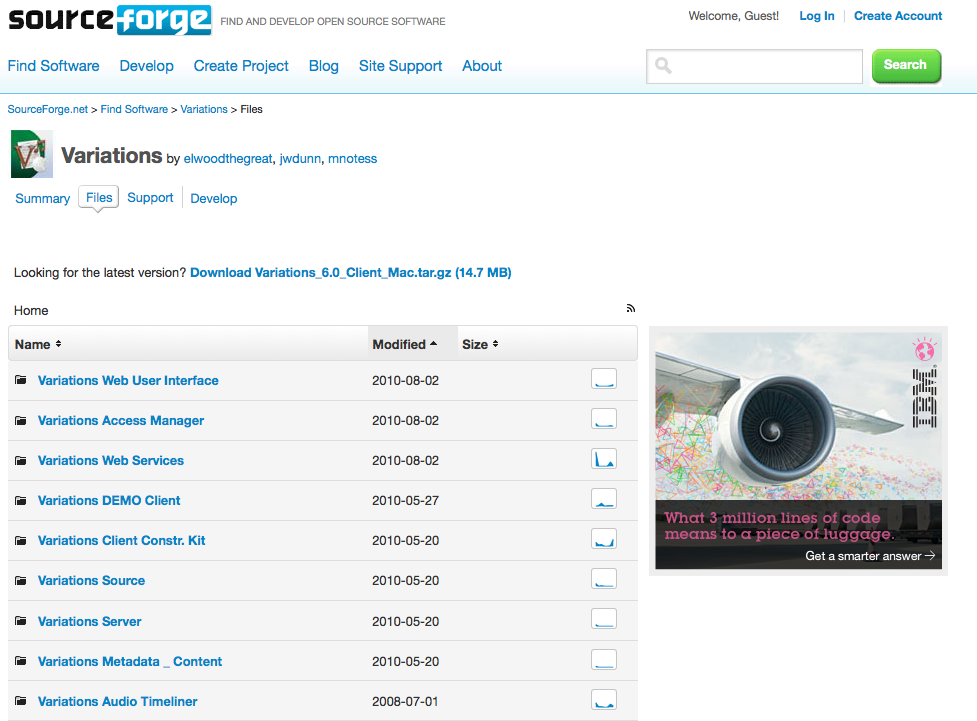 sourceforge FIND AND DEVELOP OPEN SOURCE SOFTWARE
Welcome, Guest! Log In Create Account
Find Software Develop Create Project Blog Site Support About
Search
SourceForge.net > Find Software > Variations > Files
Variations by elwoodthegreat, jwdunn, mnotess
Summary Files Support Develop
Looking for the latest version? Download Variations_6.0_Client_Mac.tar.gz (14.7 MB)
Home
Name Modified Size
Variations Web User Interface 2010-08-02
Variations Access Manager 2010-08-02
Variations Web Services 2010-08-02
Variations DEMO Client 2010-05-27
Variations Client Constr. Kit 2010-05-20
Variations Source 2010-05-20
Variations Server 2010-05-20
Variations Metadata _ Content 2010-05-20
Variations Audio Timeliner 2008-07-01
IBM.
What 3 million lines of code
means to a piece of luggage.
Get a smarter answer →